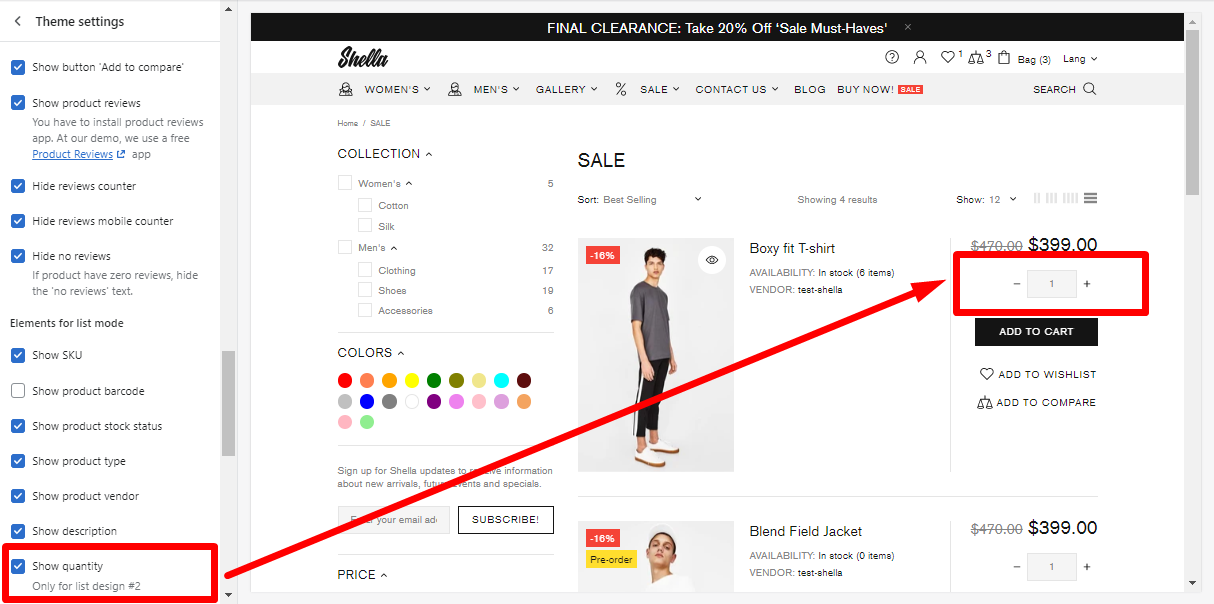 Theme settings
Show button 'Add to compare'
Show product reviews
You have to install product reviews
app. At our demo, we use a free
Product Reviews app
Hide reviews counter
Hide reviews mobile counter
Hide no reviews
If product have zero reviews, hide
the 'no reviews' text.
Elements for list mode
Show SKU
Show product barcode
Show product stock status
Show product type
Show product vendor
Show description
Show quantity
Only for list design #2
FINAL CLEARANCE: Take 20% Off 'Sale Must-Haves' ×
Shella
1 3 Bag (3) Lang
WOMEN'S MEN'S GALLERY % SALE CONTACT US BLOG BUY NOW! SALE SEARCH
Home / SALE
COLLECTION
Women's 5
Cotton
Silk
Men's 32
Clothing 17
Shoes 19
Accessories 6
COLORS
Sign up for Shella updates to receive information
about new arrivals, future events and specials.
Enter your email ad SUBSCRIBE!
PRICE
SALE
Sort: Best Selling Showing 4 results Show: 12
-16%
Boxy fit T-shirt
AVAILABILITY: In stock (6 items)
VENDOR: test-shella
$470.00 $399.00
− 1 +
ADD TO CART
ADD TO WISHLIST
ADD TO COMPARE
-16%
Pre-order
Blend Field Jacket
AVAILABILITY: In stock (0 items)
VENDOR: test-shella
$470.00 $399.00
− 1 +